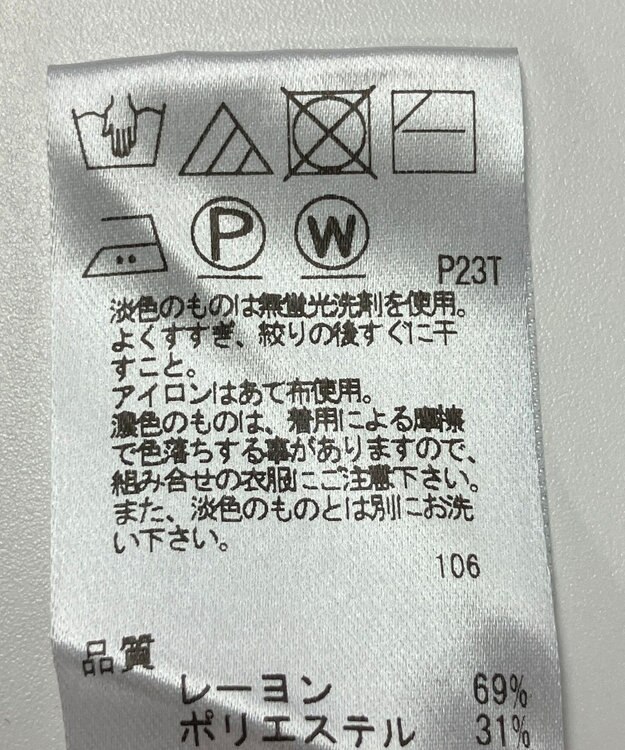 P W
P23T
淡色のものは無蛍光洗剤を使用。
よくすすぎ、絞りの後すぐに干
すこと。
アイロンはあて布使用。
濃色のものは、着用による摩擦
で色落ちする事がありますので、
組み合せの衣服にご注意下さい。
また、淡色のものとは別にお洗
い下さい。
106
品質
レーヨン 69%
ポリエステル 31%